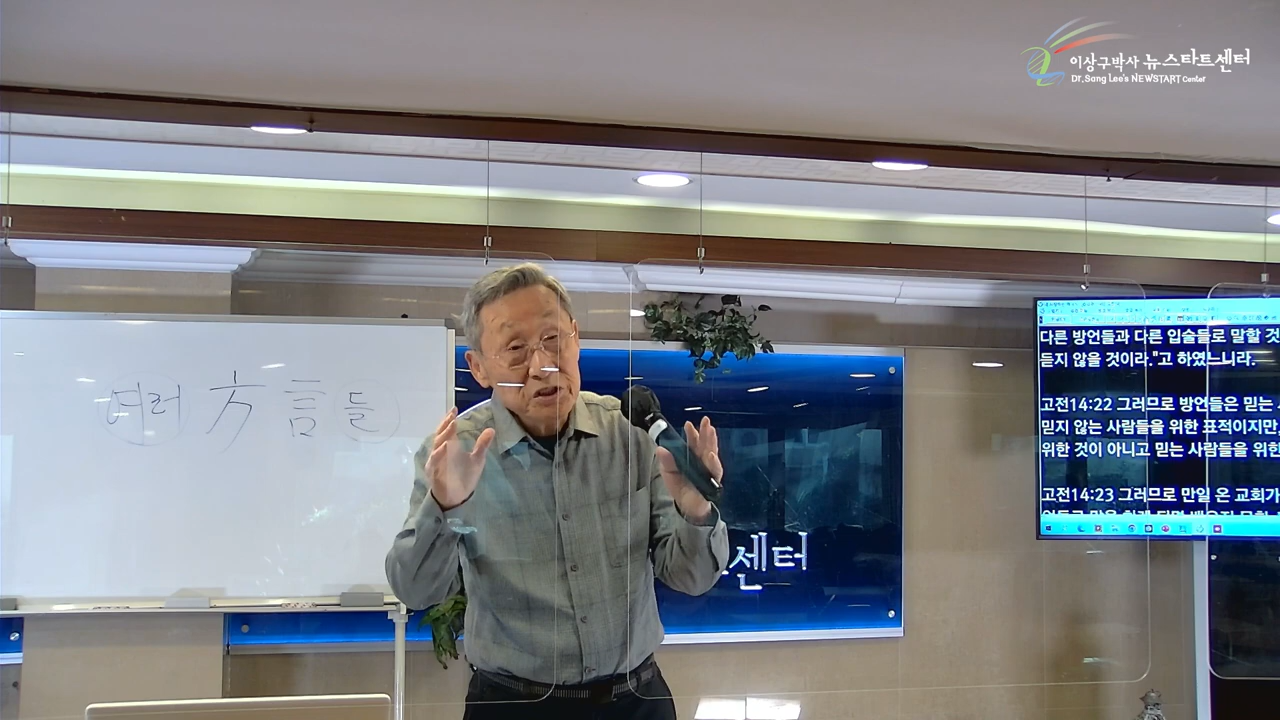 이상구박사 뉴스타트센터
Dr. Sang Lee's NEWSTART Center
여러 方言들
센터
다른 방언들과 다른 입술들로 말할 것
듣지 않을 것이라."고 하였느니라.
고전14:22 그러므로 방언들은 믿는
믿지 않는 사람들을 위한 표적이지만,
위한 것이 아니고 믿는 사람들을 위한
고전14:23 그러므로 만일 온 교회가